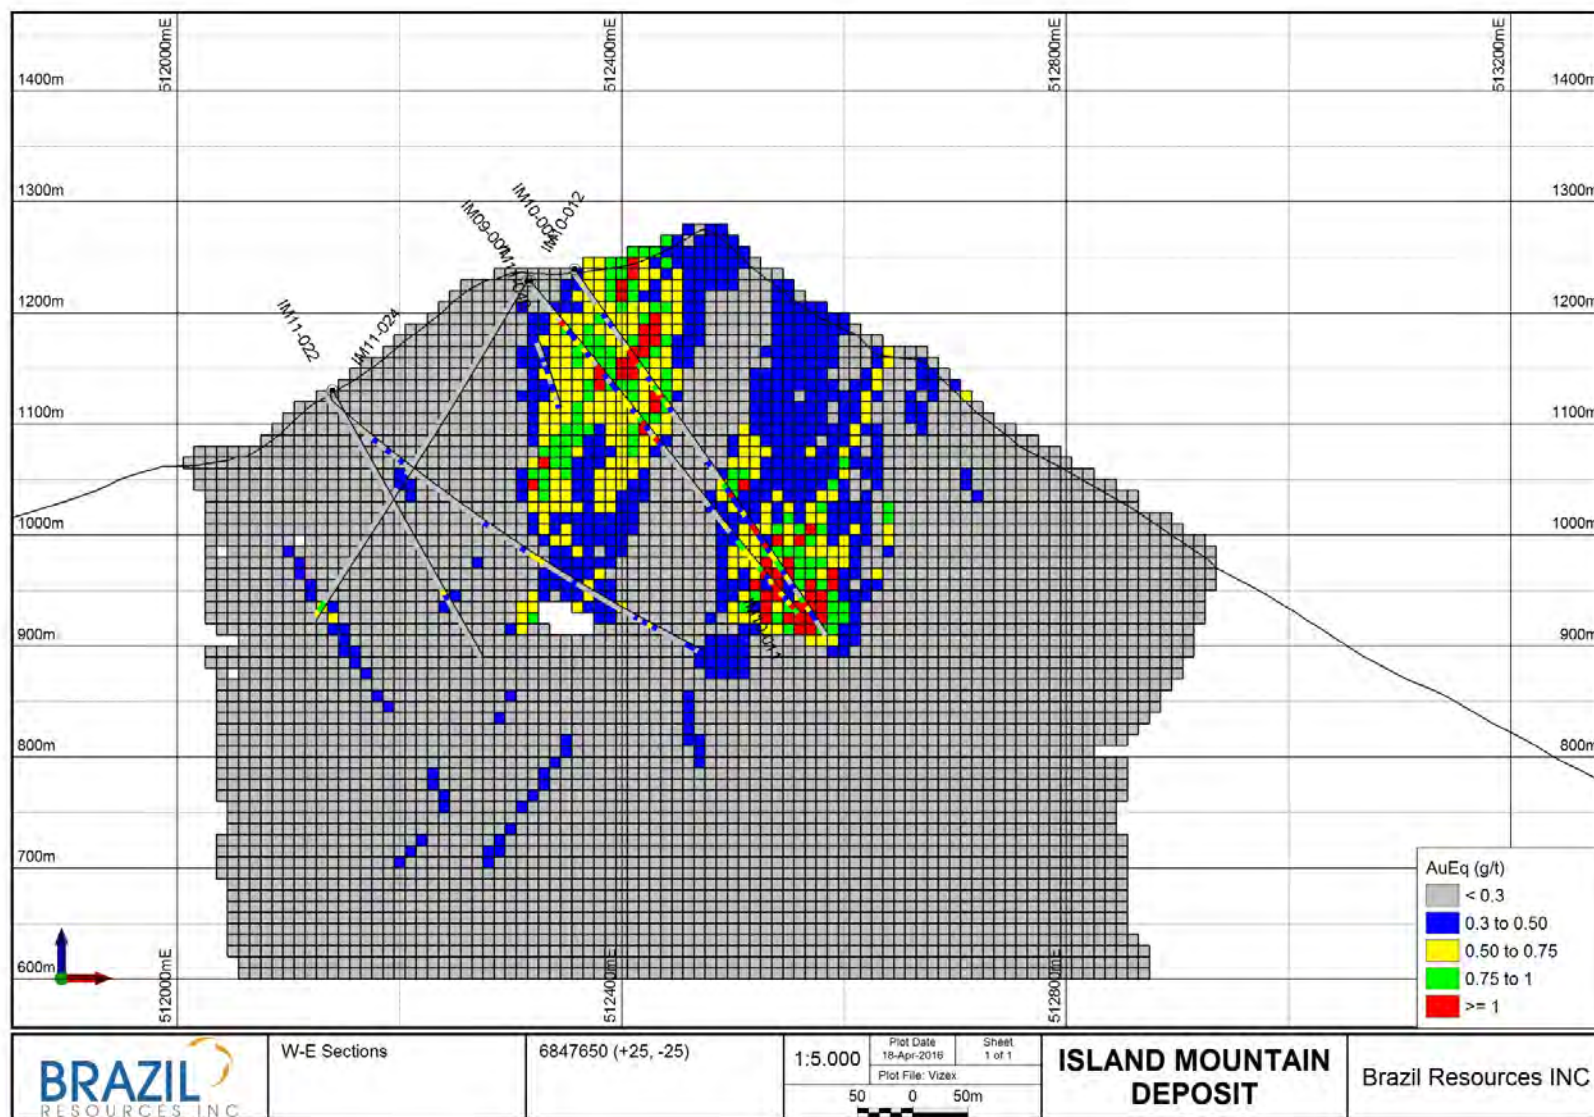 512000mE
512400mE
512800mE
513200mE
1400m
1400m
1300m
1300m
IM10-012
IM11-022
IM11-024
1200m
1200m
1100m
1100m
1000m
1000m
900m
900m
800m
800m
700m
600m
512000mE
512400mE
512800mE
AuEq (g/t)
< 0.3
0.3 to 0.50
0.50 to 0.75
0.75 to 1
>= 1
BRAZIL
RESOURCES INC
W-E Sections
6847650 (+25, -25)
1:5.000
Plot Date
18-Apr-2016
Sheet
1 of 1
Plot File: Vizex
50 0 50m
ISLAND MOUNTAIN
DEPOSIT
Brazil Resources INC